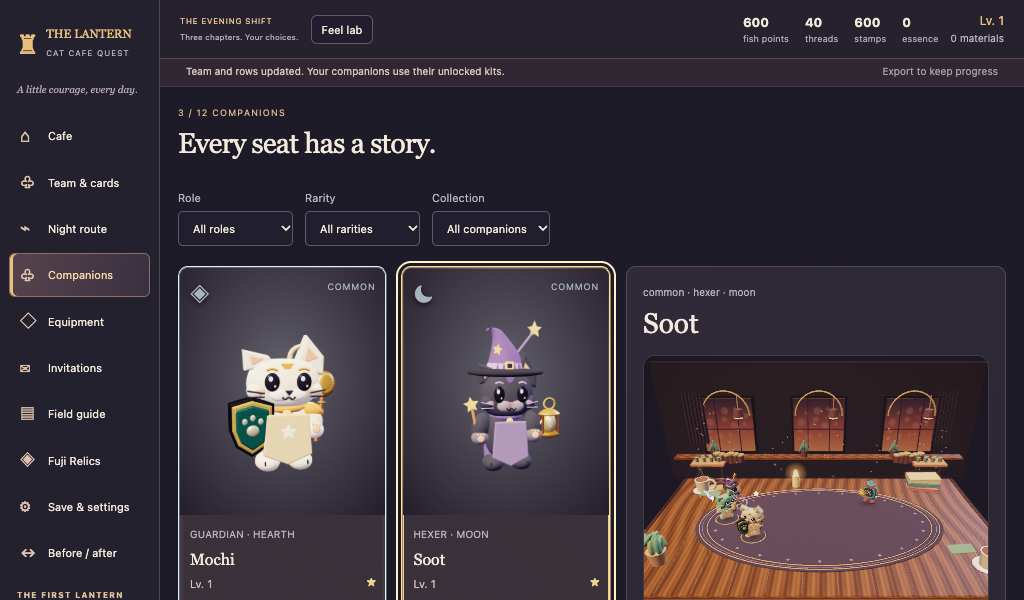 THE LANTERN
CAT CAFE QUEST
A little courage, every day.
Cafe
Team & cards
Night route
Companions
Equipment
Invitations
Field guide
Fuji Relics
Save & settings
Before / after
THE FIRST LANTERN
THE EVENING SHIFT
Three chapters. Your choices.
Feel lab
600
fish points
40
threads
600
stamps
0
essence
Lv. 1
0 materials
Team and rows updated. Your companions use their unlocked kits.
Export to keep progress
3 / 12 COMPANIONS
Every seat has a story.
Role
All roles
Rarity
All rarities
Collection
All companions
COMMON
GUARDIAN · HEARTH
Mochi
Lv. 1
COMMON
HEXER · MOON
Soot
Lv. 1
common · hexer · moon
Soot